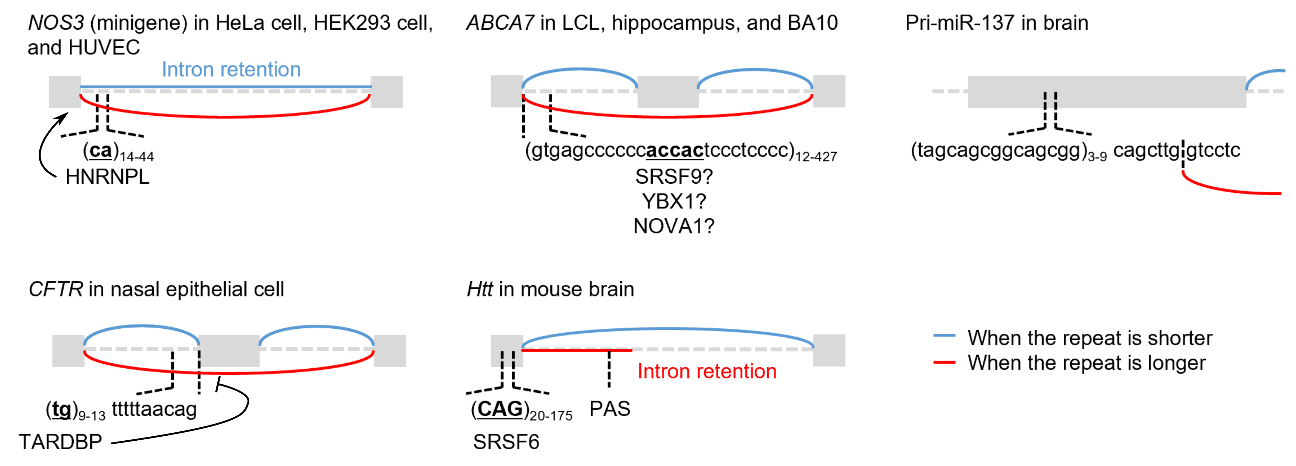 NOS3 (minigene) in HeLa cell, HEK293 cell,
and HUVEC
Intron retention
(ca)14-44
HNRNPL
ABCA7 in LCL, hippocampus, and BA10
(gtgagccccccaccactccctcccc)12-427
SRSF9?
YBX1?
NOVA1?
Pri-miR-137 in brain
(tagcagcggcagcgg)3-9 cagcttggtcctc
CFTR in nasal epithelial cell
(tg)9-13 tttttaacag
TARDBP
Htt in mouse brain
Intron retention
(CAG)20-175 PAS
SRSF6
When the repeat is shorter
When the repeat is longer